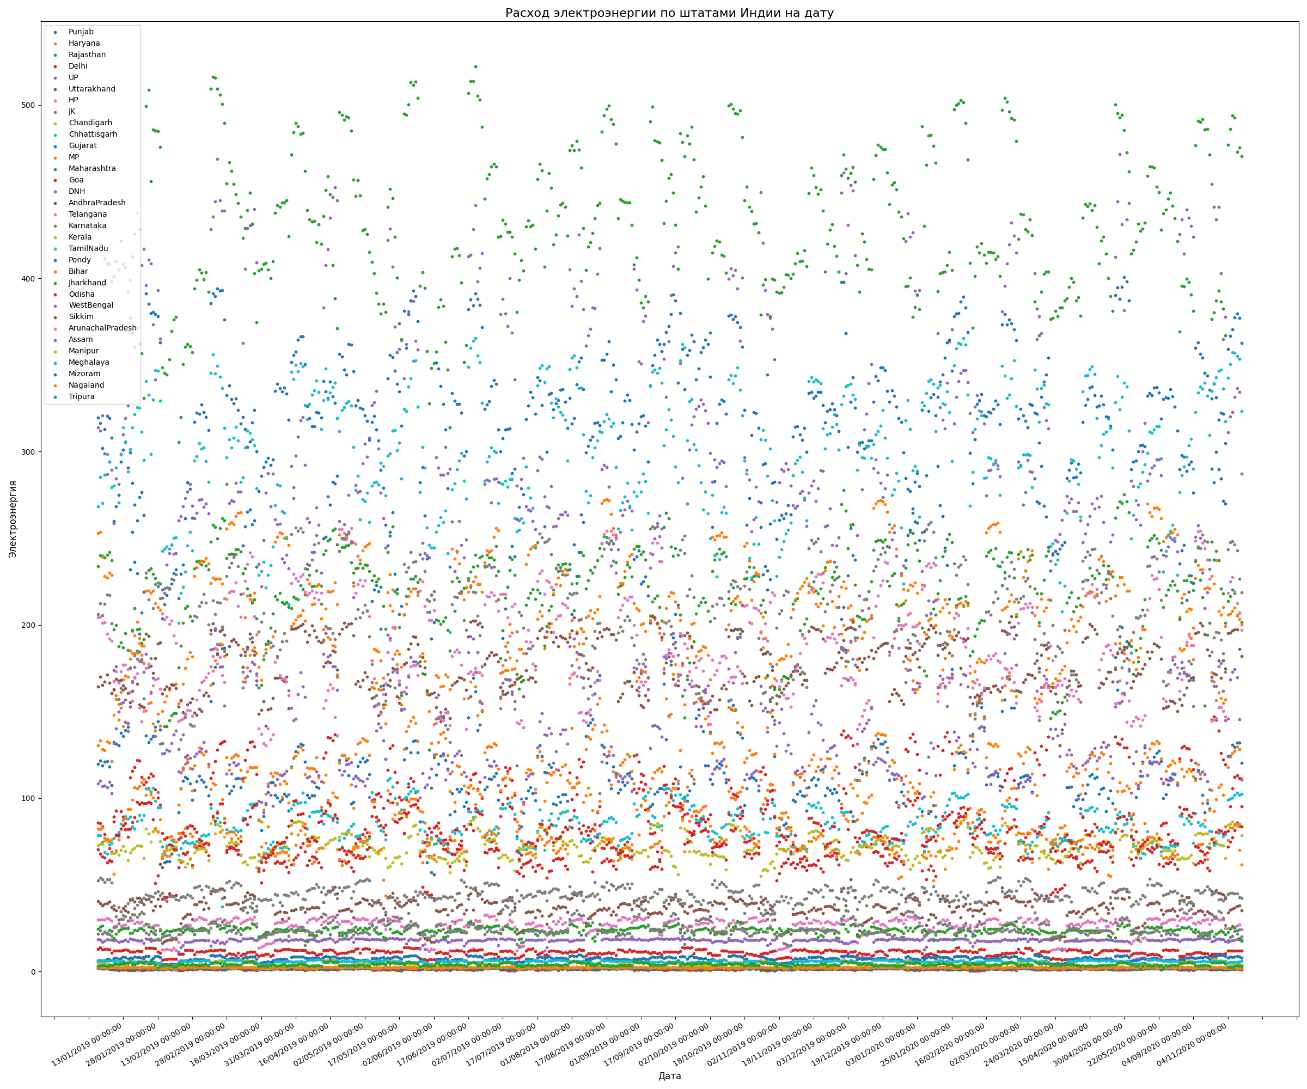 Расход электроэнергии по штатами Индии на дату
Punjab
Haryana
Rajasthan
Delhi
UP
Uttarakhand
HP
JK
Chandigarh
Chhattisgarh
Gujarat
MP
Maharashtra
Goa
DNH
AndhraPradesh
Telangana
Karnataka
Kerala
TamilNadu
Pondy
Bihar
Jharkhand
Odisha
WestBengal
Sikkim
ArunachalPradesh
Assam
Manipur
Meghalaya
Mizoram
Nagaland
Tripura
500
400
300
200
100
0
Электроэнергия
13/01/2019 00:00:00
28/01/2019 00:00:00
13/02/2019 00:00:00
28/02/2019 00:00:00
16/03/2019 00:00:00
31/03/2019 00:00:00
16/04/2019 00:00:00
02/05/2019 00:00:00
17/05/2019 00:00:00
02/06/2019 00:00:00
17/06/2019 00:00:00
02/07/2019 00:00:00
17/07/2019 00:00:00
01/08/2019 00:00:00
17/08/2019 00:00:00
01/09/2019 00:00:00
17/09/2019 00:00:00
02/10/2019 00:00:00
18/10/2019 00:00:00
02/11/2019 00:00:00
18/11/2019 00:00:00
03/12/2019 00:00:00
19/12/2019 00:00:00
03/01/2020 00:00:00
25/01/2020 00:00:00
16/02/2020 00:00:00
02/03/2020 00:00:00
24/03/2020 00:00:00
15/04/2020 00:00:00
30/04/2020 00:00:00
22/05/2020 00:00:00
04/08/2020 00:00:00
04/11/2020 00:00:00
Дата